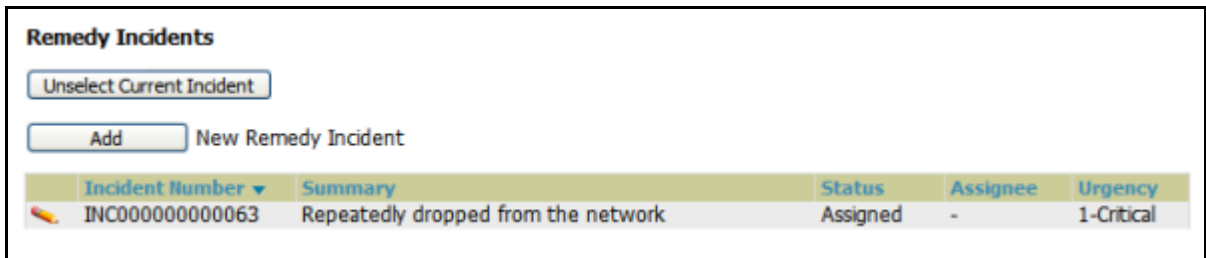 Remedy Incidents
Unselect Current Incident
Add New Remedy Incident
Incident Number Summary Status Assignee Urgency
INC000000000063 Repeatedly dropped from the network Assigned - 1-Critical